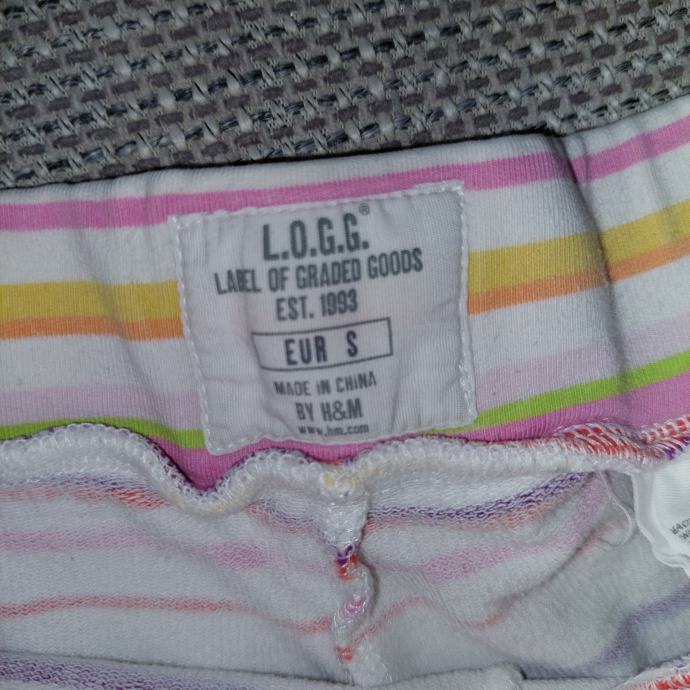 L.O.G.G.®
LABEL OF GRADED GOODS
EST. 1993
EUR S
MADE IN CHINA
BY H&M
www.hm.com